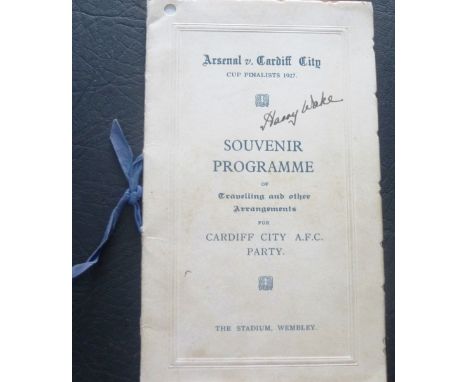 Arsenal v. Cardiff City
CUP FINALISTS 1927.
Harry Wake
SOUVENIR
PROGRAMME
OF
Travelling and other
Arrangements
FOR
CARDIFF CITY A.F.C.
PARTY.
THE STADIUM, WEMBLEY.